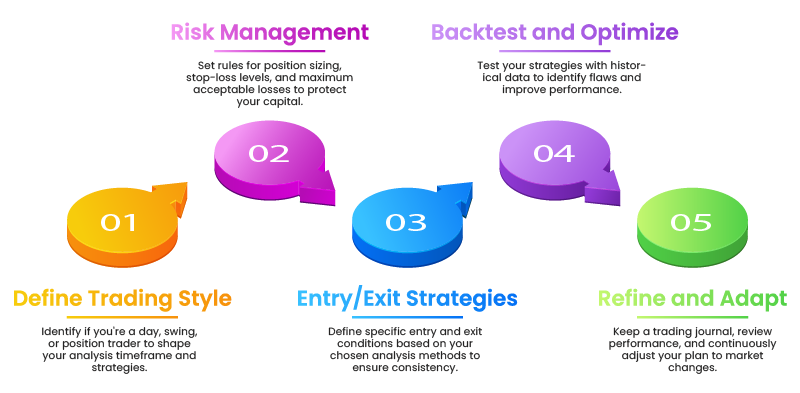 Risk Management
Set rules for position sizing,
stop-loss levels, and maximum
acceptable losses to protect
your capital.
Backtest and Optimize
Test your strategies with histor-
ical data to identify flaws and
improve performance.
01
02
03
04
05
Define Trading Style
Identify if you're a day, swing,
or position trader to shape
your analysis timeframe and
strategies.
Entry/Exit Strategies
Define specific entry and exit
conditions based on your
chosen analysis methods to
ensure consistency.
Refine and Adapt
Keep a trading journal, review
performance, and continuously
adjust your plan to market
changes.